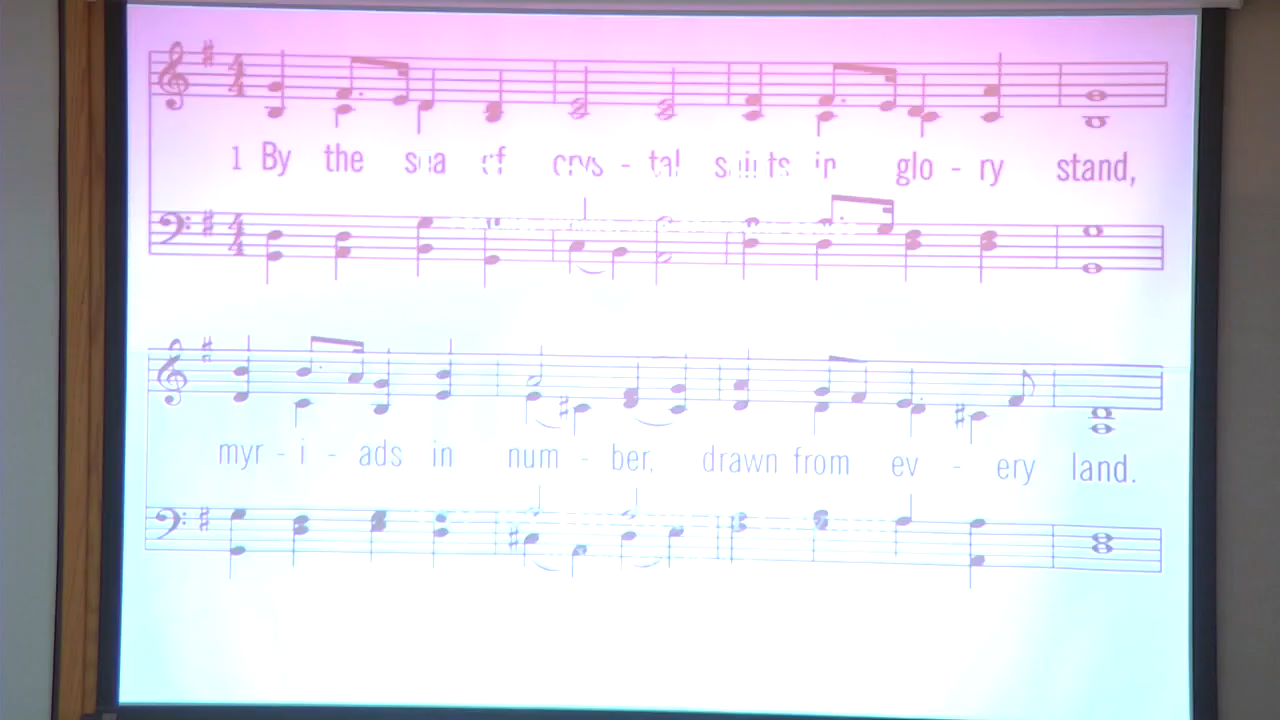 1 By the sea of crys - tal saints in glo - ry stand,
myr - i - ads in num - ber, drawn from ev - ery land.